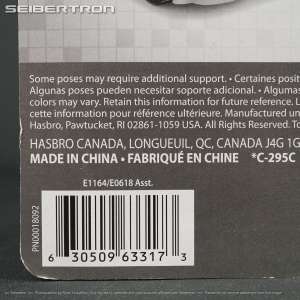 SEIBERTRON
Some poses may require additional support. • Certaines posit
Algunas poses pueden necesitar soporte adicional. • Algumas
colors may vary. Retain this information for future reference.
cette information pour référence ultérieure. Manufactured un
Hasbro, Pawtucket, RI 02861-1059 USA. All Rights Reserved. T
HASBRO CANADA, LONGUEUIL, QC, CANADA J4G 1G
MADE IN CHINA • FABRIQUÉ EN CHINE *C-295C
E1164/E0618 Asst.
PN00018092
6 30509 63317 3